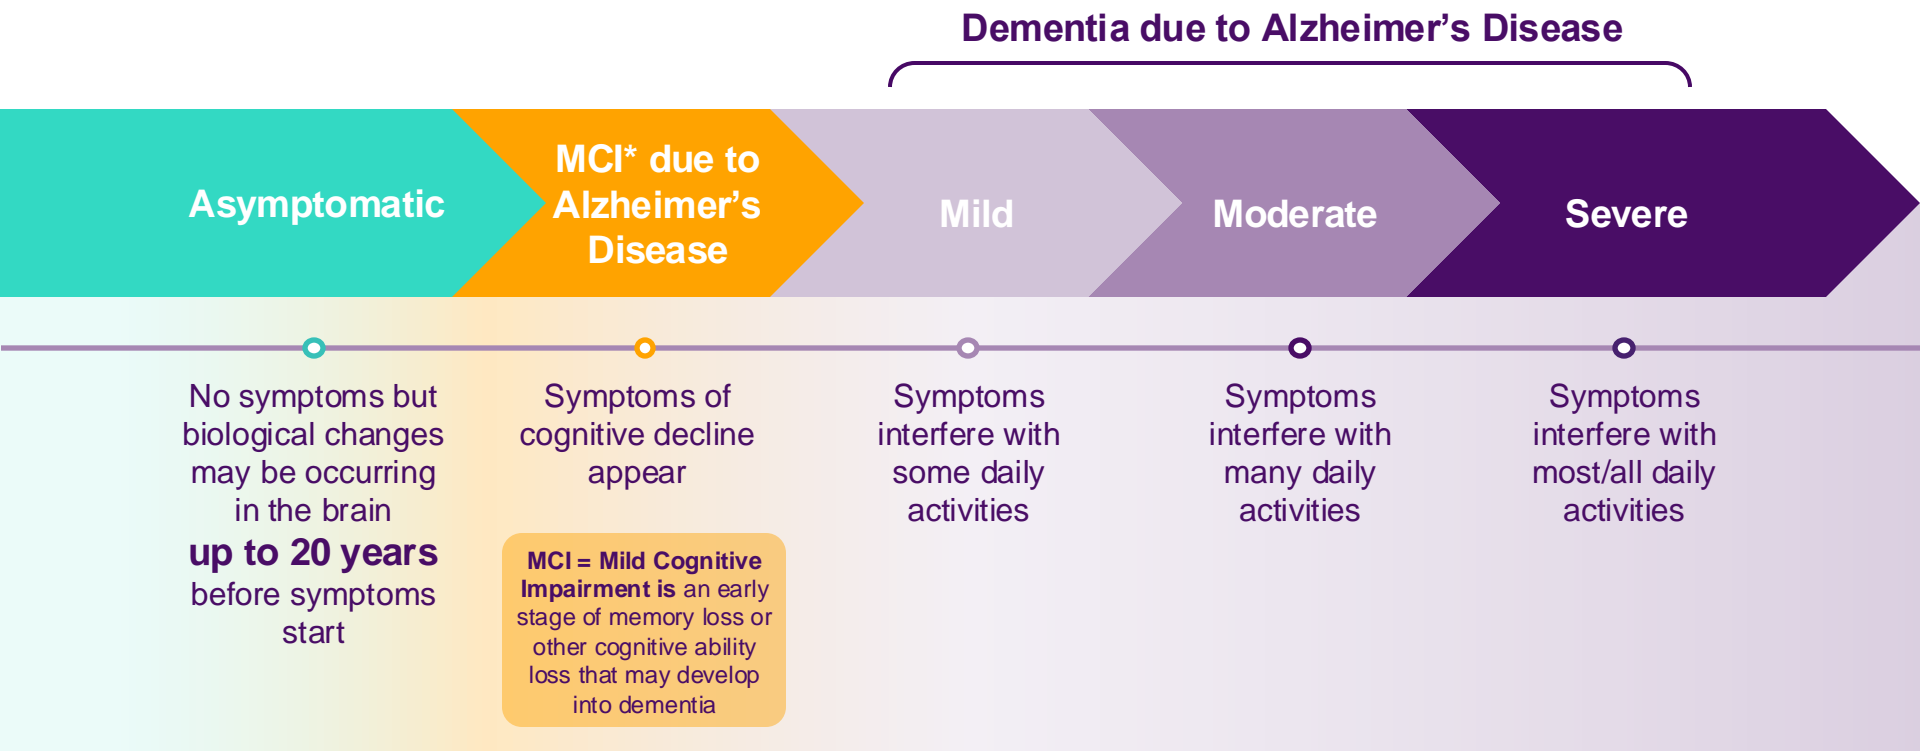 Dementia due to Alzheimer’s Disease
Asymptomatic
MCI* due to
Alzheimer’s
Disease
Mild
Moderate
Severe
No symptoms but
biological changes
may be occurring
in the brain
up to 20 years
before symptoms
start
Symptoms of
cognitive decline
appear
MCI = Mild Cognitive
Impairment is an early
stage of memory loss or
other cognitive ability
loss that may develop
into dementia
Symptoms
interfere with
some daily
activities
Symptoms
interfere with
many daily
activities
Symptoms
interfere with
most/all daily
activities